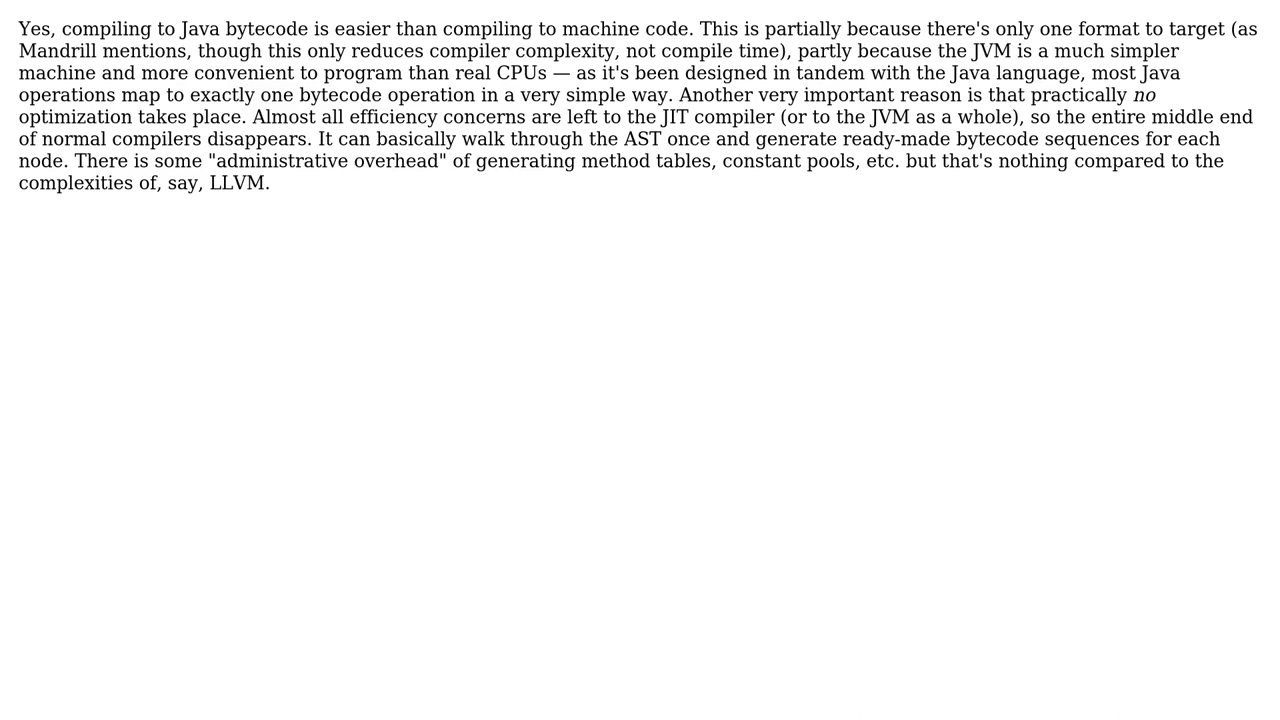 Yes, compiling to Java bytecode is easier than compiling to machine code. This is partially because there's only one format to target (as
Mandrill mentions, though this only reduces compiler complexity, not compile time), partly because the JVM is a much simpler
machine and more convenient to program than real CPUs — as it's been designed in tandem with the Java language, most Java
operations map to exactly one bytecode operation in a very simple way. Another very important reason is that practically no
optimization takes place. Almost all efficiency concerns are left to the JIT compiler (or to the JVM as a whole), so the entire middle end
of normal compilers disappears. It can basically walk through the AST once and generate ready-made bytecode sequences for each
node. There is some "administrative overhead" of generating method tables, constant pools, etc. but that's nothing compared to the
complexities of, say, LLVM.